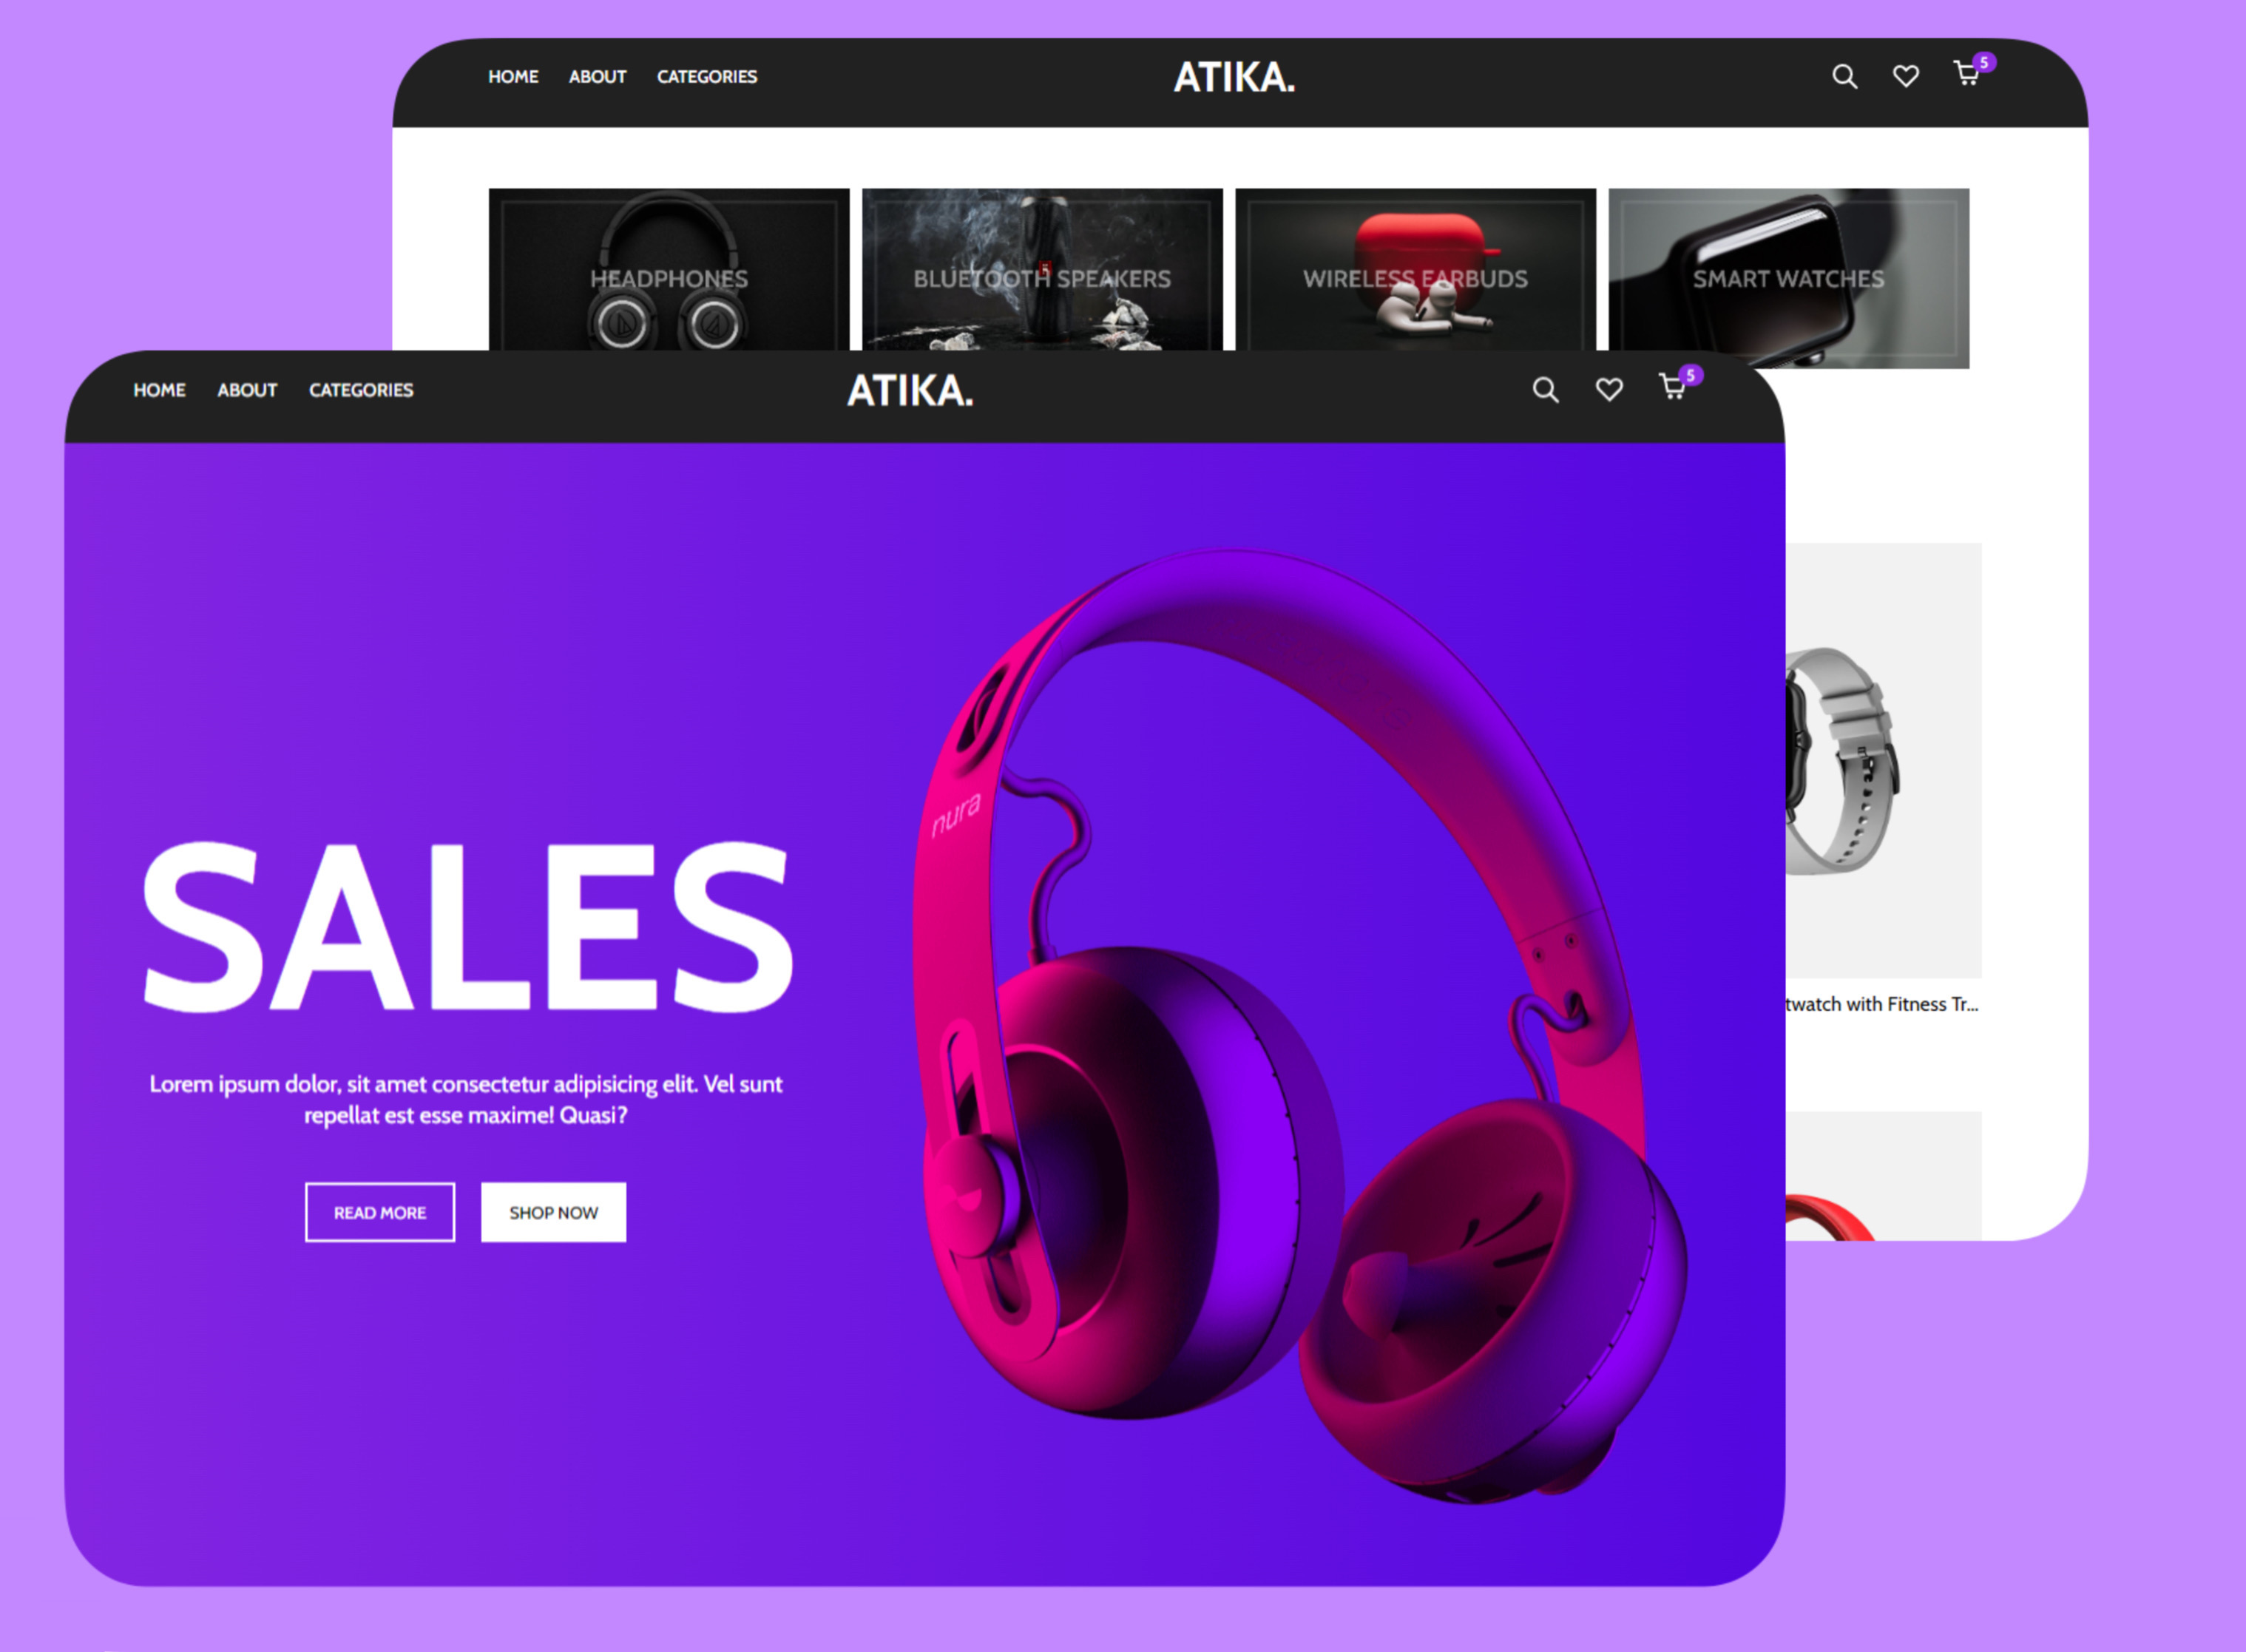 HOME ABOUT CATEGORIES ATIKA. 5
HEADPHONES BLUETOOTH SPEAKERS WIRELESS EARBUDS SMART WATCHES
HOME ABOUT CATEGORIES ATIKA. 5
nura
SALES
twatch with Fitness Tr...
Lorem ipsum dolor, sit amet consectetur adipisicing elit. Vel sunt
repellat est esse maxime! Quasi?
READ MORE SHOP NOW